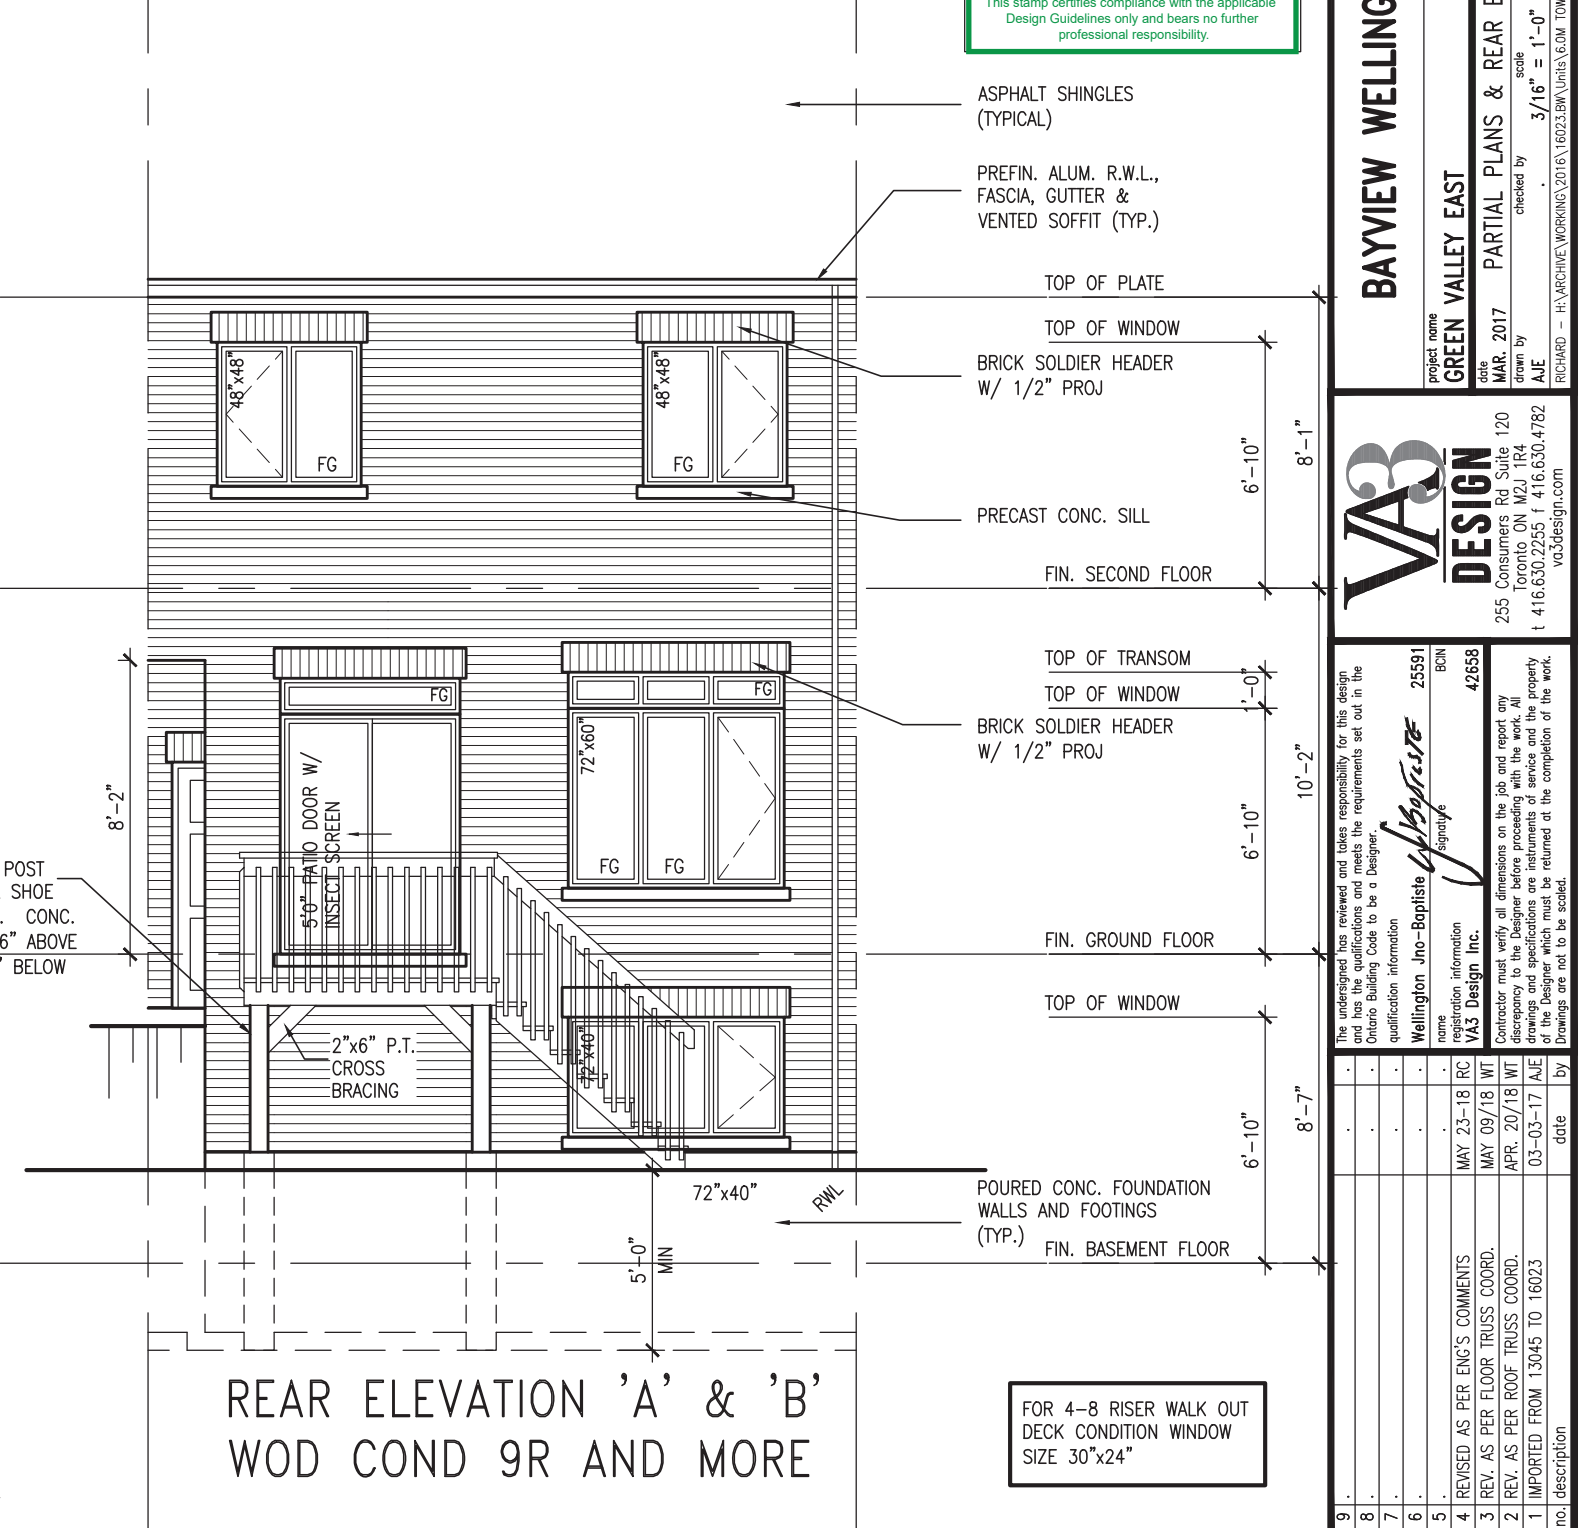 This stamp certifies compliance with the applicable
Design Guidelines only and bears no further
professional responsibility.
ASPHALT SHINGLES
(TYPICAL)
PREFIN. ALUM. R.W.L.,
FASCIA, GUTTER &
VENTED SOFFIT (TYP.)
TOP OF PLATE
TOP OF WINDOW
BRICK SOLDIER HEADER
W/ 1/2" PROJ
48"x48"
48"x48"
FG
FG
6'-10"
8'-1"
PRECAST CONC. SILL
FIN. SECOND FLOOR
TOP OF TRANSOM
TOP OF WINDOW
1'-0"
BRICK SOLDIER HEADER
W/ 1/2" PROJ
FG
FG
72"x60"
5'0" PATIO DOOR W/
INSECT SCREEN
FG
FG
8'-2"
6'-10"
10'-2"
POST
SHOE
. CONC.
6" ABOVE
" BELOW
FIN. GROUND FLOOR
TOP OF WINDOW
2"x6" P.T.
CROSS
BRACING
72"x40"
6'-10"
8'-7"
72"x40"
RWL
5'-0"
MIN
POURED CONC. FOUNDATION
WALLS AND FOOTINGS
(TYP.)
FIN. BASEMENT FLOOR
REAR ELEVATION 'A' & 'B'
WOD COND 9R AND MORE
FOR 4-8 RISER WALK OUT
DECK CONDITION WINDOW
SIZE 30"x24"
BAYVIEW WELLING
project name
GREEN VALLEY EAST
date
MAR. 2017
PARTIAL PLANS & REAR E
drawn by
AJE
checked by
.
scale
3/16" = 1'-0"
RICHARD - H:\ARCHIVE\WORKING\2016\16023.BW\Units\6.0M TOW
VA3
DESIGN
255 Consumers Rd Suite 120
Toronto ON M2J 1R4
t 416.630.2255 f 416.630.4782
va3design.com
The undersigned has reviewed and takes responsibility for this design
and has the qualifications and meets the requirements set out in the
Ontario Building Code to be a Designer.
qualification information
Wellington Jno-Baptiste 25591
name signature BCIN
registration information
VA3 Design Inc. 42658
Contractor must verify all dimensions on the job and report any
discrepancy to the Designer before proceeding with the work. All
drawings and specifications are instruments of service and the property
of the Designer which must be returned at the completion of the work.
Drawings are not to be scaled.
9 . . .
8 . . .
7 . . .
6 . . .
5 . . .
4 REVISED AS PER ENG'S COMMENTS MAY 23-18 RC
3 REV. AS PER FLOOR TRUSS COORD. MAY 09/18 WT
2 REV. AS PER ROOF TRUSS COORD. APR. 20/18 WT
1 IMPORTED FROM 13045 TO 16023 03-03-17 AJE
no. description date by